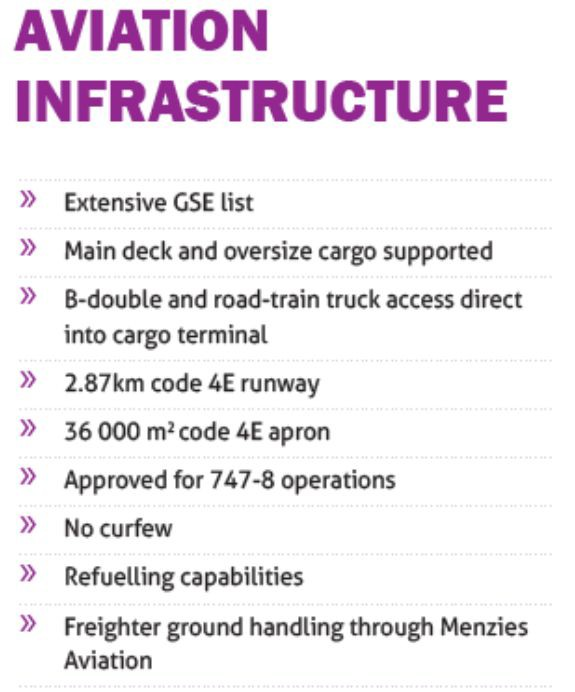 AVIATION
INFRASTRUCTURE
» Extensive GSE list
» Main deck and oversize cargo supported
» B-double and road-train truck access direct
into cargo terminal
» 2.87km code 4E runway
» 36 000 m² code 4E apron
» Approved for 747-8 operations
» No curfew
» Refuelling capabilities
» Freighter ground handling through Menzies
Aviation